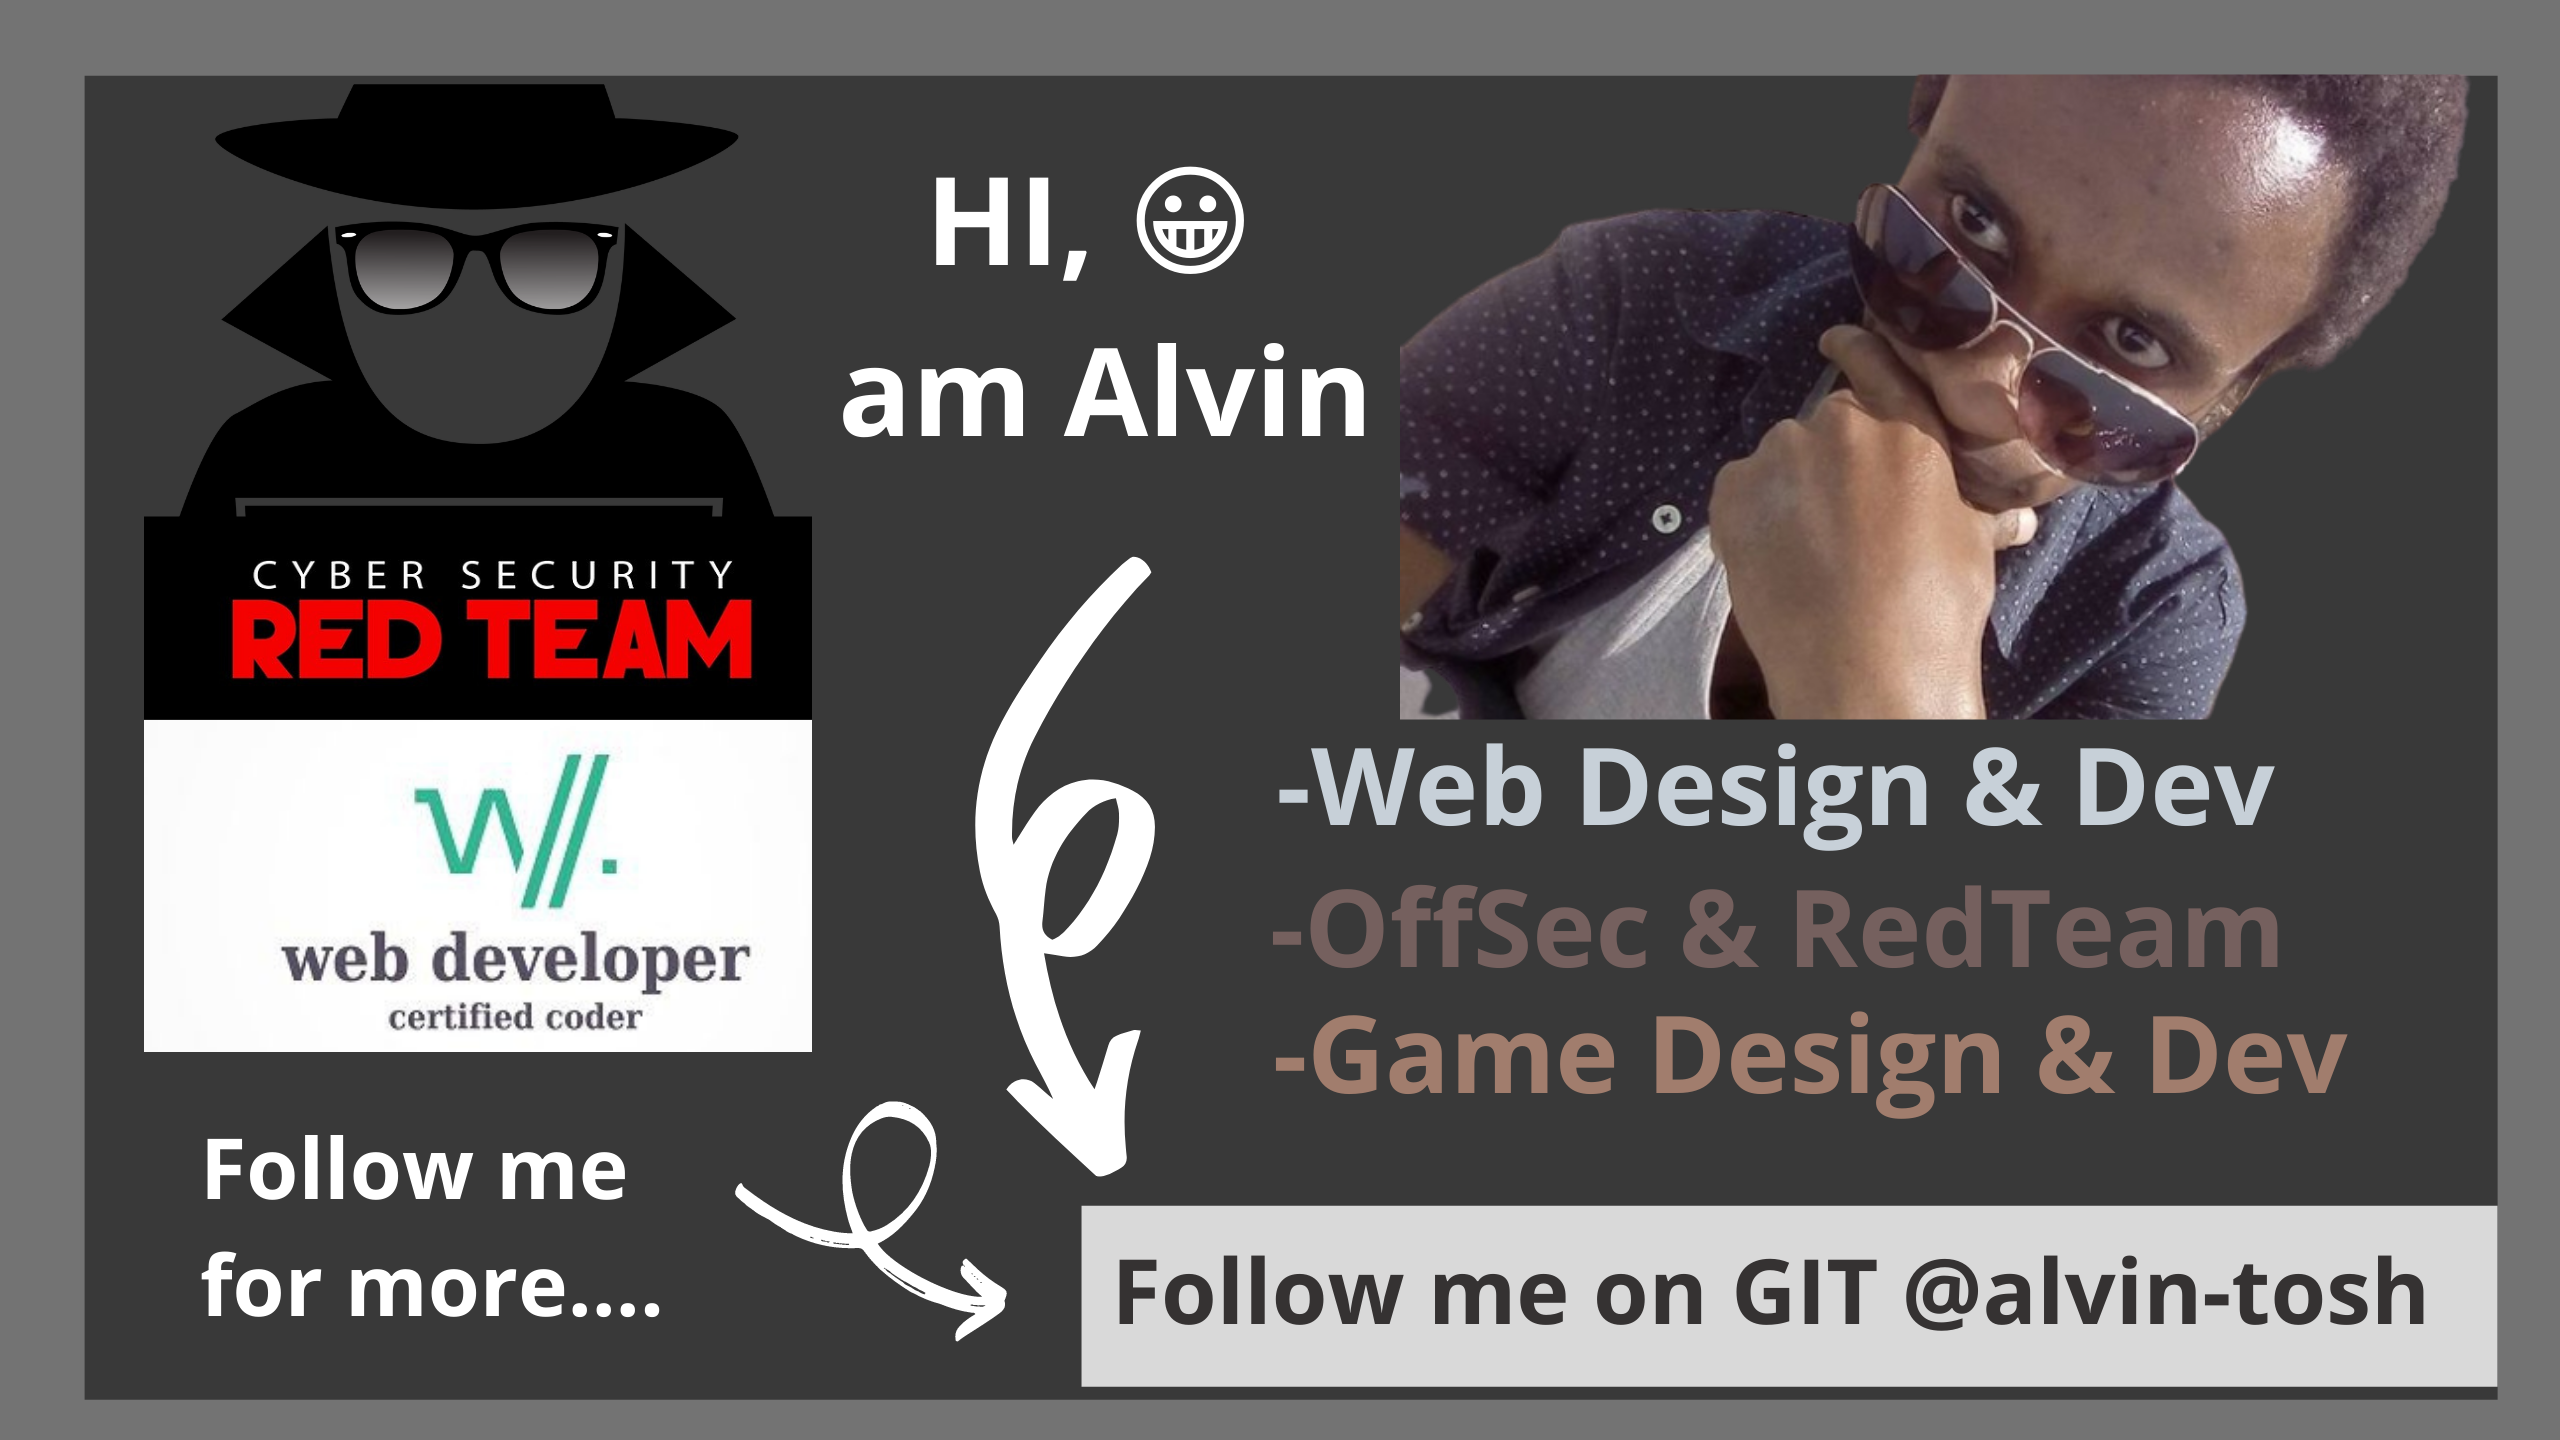 HI, 😀
am Alvin
CYBER SECURITY
RED TEAM
W//.
web developer
certified coder
-Web Design & Dev
-OffSec & RedTeam
-Game Design & Dev
Follow me
for more....
Follow me on GIT @alvin-tosh